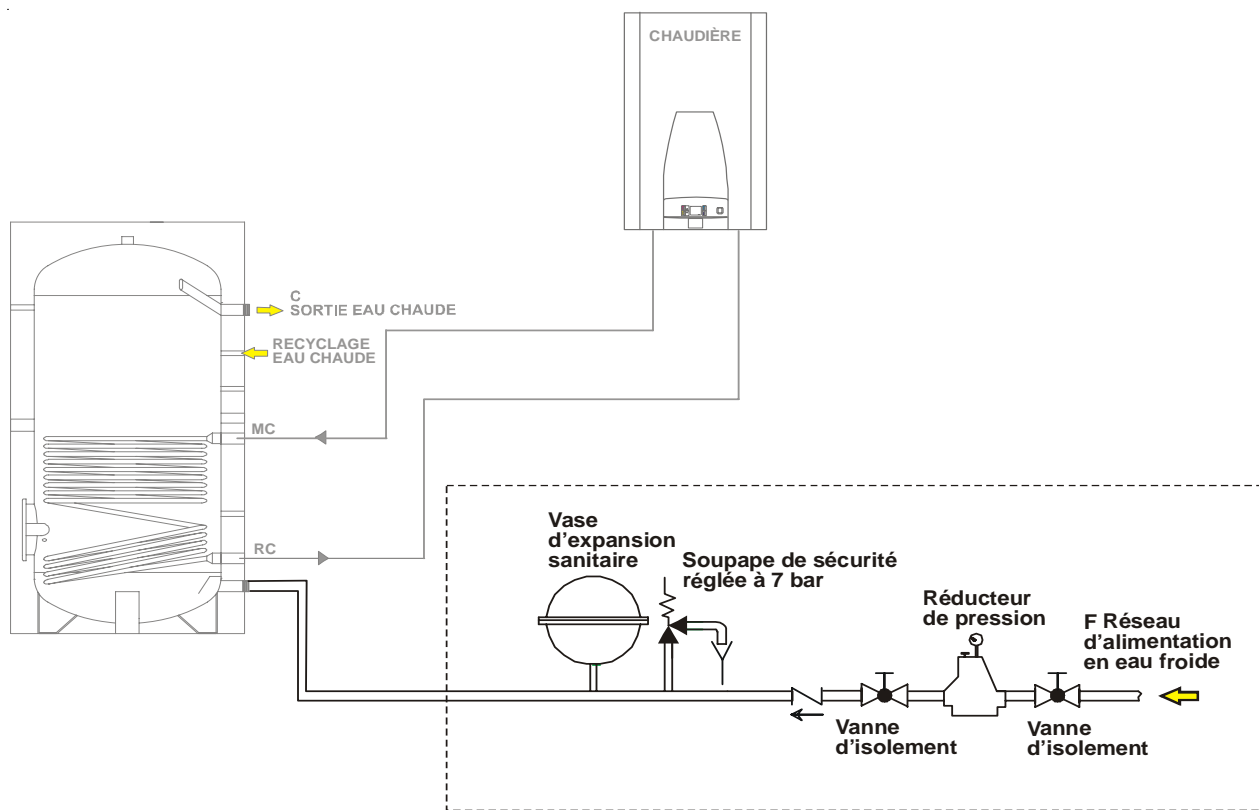 CHAUDIÈRE
C
SORTIE EAU CHAUDE
RECYCLAGE
EAU CHAUDE
MC
RC
Vase
d'expansion
sanitaire
Soupape de sécurité
réglée à 7 bar
Réducteur
de pression
F Réseau
d'alimentation
en eau froide
Vanne
d'isolement
Vanne
d'isolement